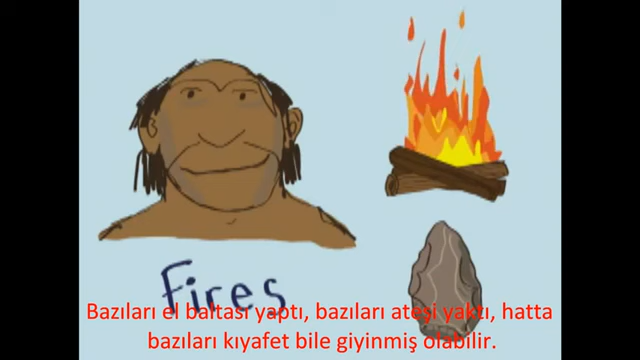 Fires
Bazıları el baltası yaptı, bazıları ateşi yaktı, hatta
bazıları kıyafet bile giyinmiş olabilir.